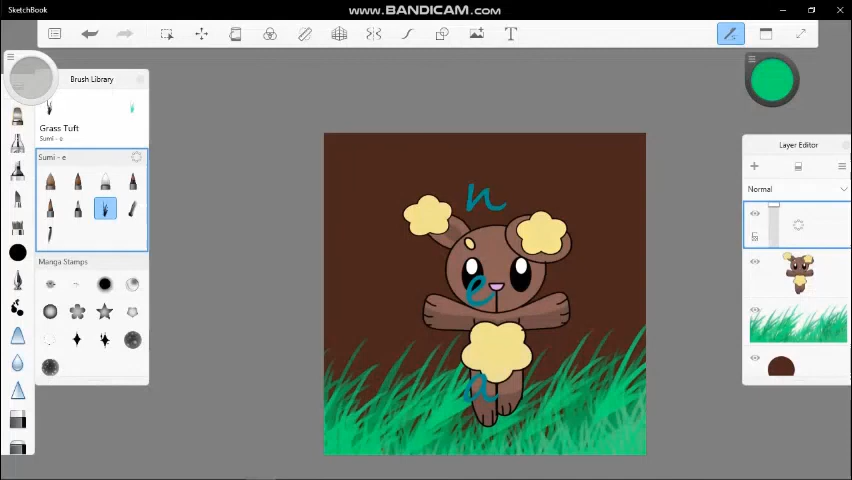 SketchBook
www.BANDICAM.com
T
Brush Library
Grass Tuft
Sumi - e
Sumi - e
Manga Stamps
Layer Editor
Normal
n
e
a